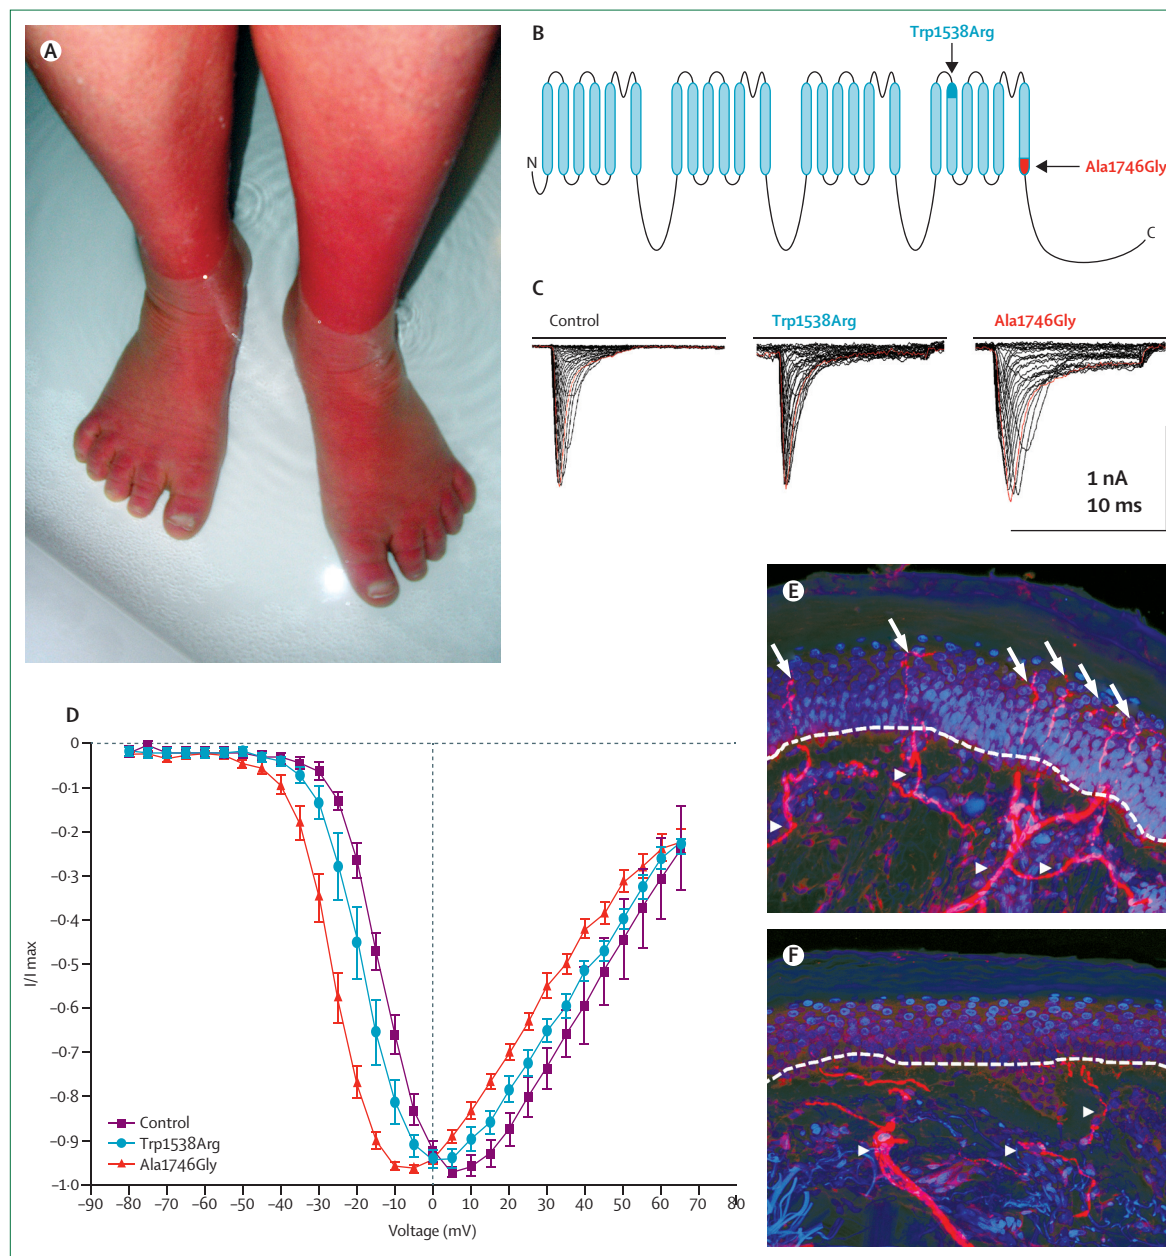 A
B
Trp1538Arg
N
Ala1746Gly
C
C
Control
Trp1538Arg
Ala1746Gly
1 nA
10 ms
D
0
–0·1
–0·2
–0·3
–0·4
–0·5
–0·6
–0·7
–0·8
–0·9
–1·0
I/I max
Control
Trp1538Arg
Ala1746Gly
–90
–80
–70
–60
–50
–40
–30
–20
–10
0
10
20
30
40
50
60
70
80
Voltage (mV)
E
F